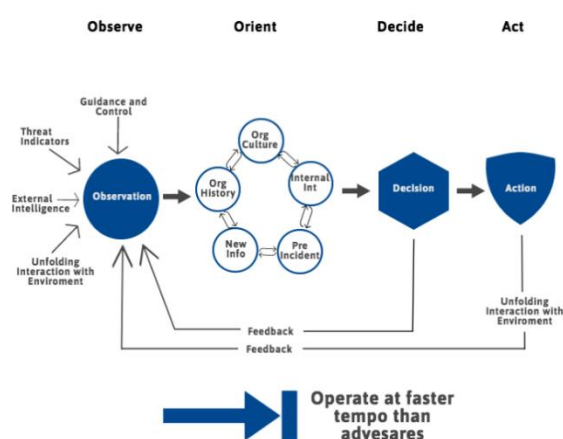 Observe
Orient
Decide
Act
Guidance and
Control
Threat
Indicators
External
Intelligence
Unfolding
Interaction with
Enviroment
Observation
Org
Culture
Org
History
Internal
Int
New
Info
Pre
Incident
Decision
Action
Unfolding
Interaction with
Enviroment
Feedback
Feedback
Operate at faster
tempo than
advesares